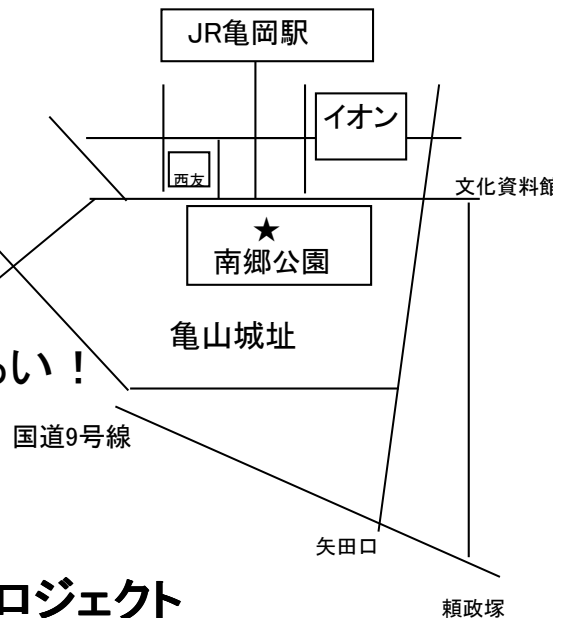 JR亀岡駅
イオン
西友
文化資料館
★
南郷公園
亀山城址
い！
国道9号線
矢田口
ロジェクト
頼政塚